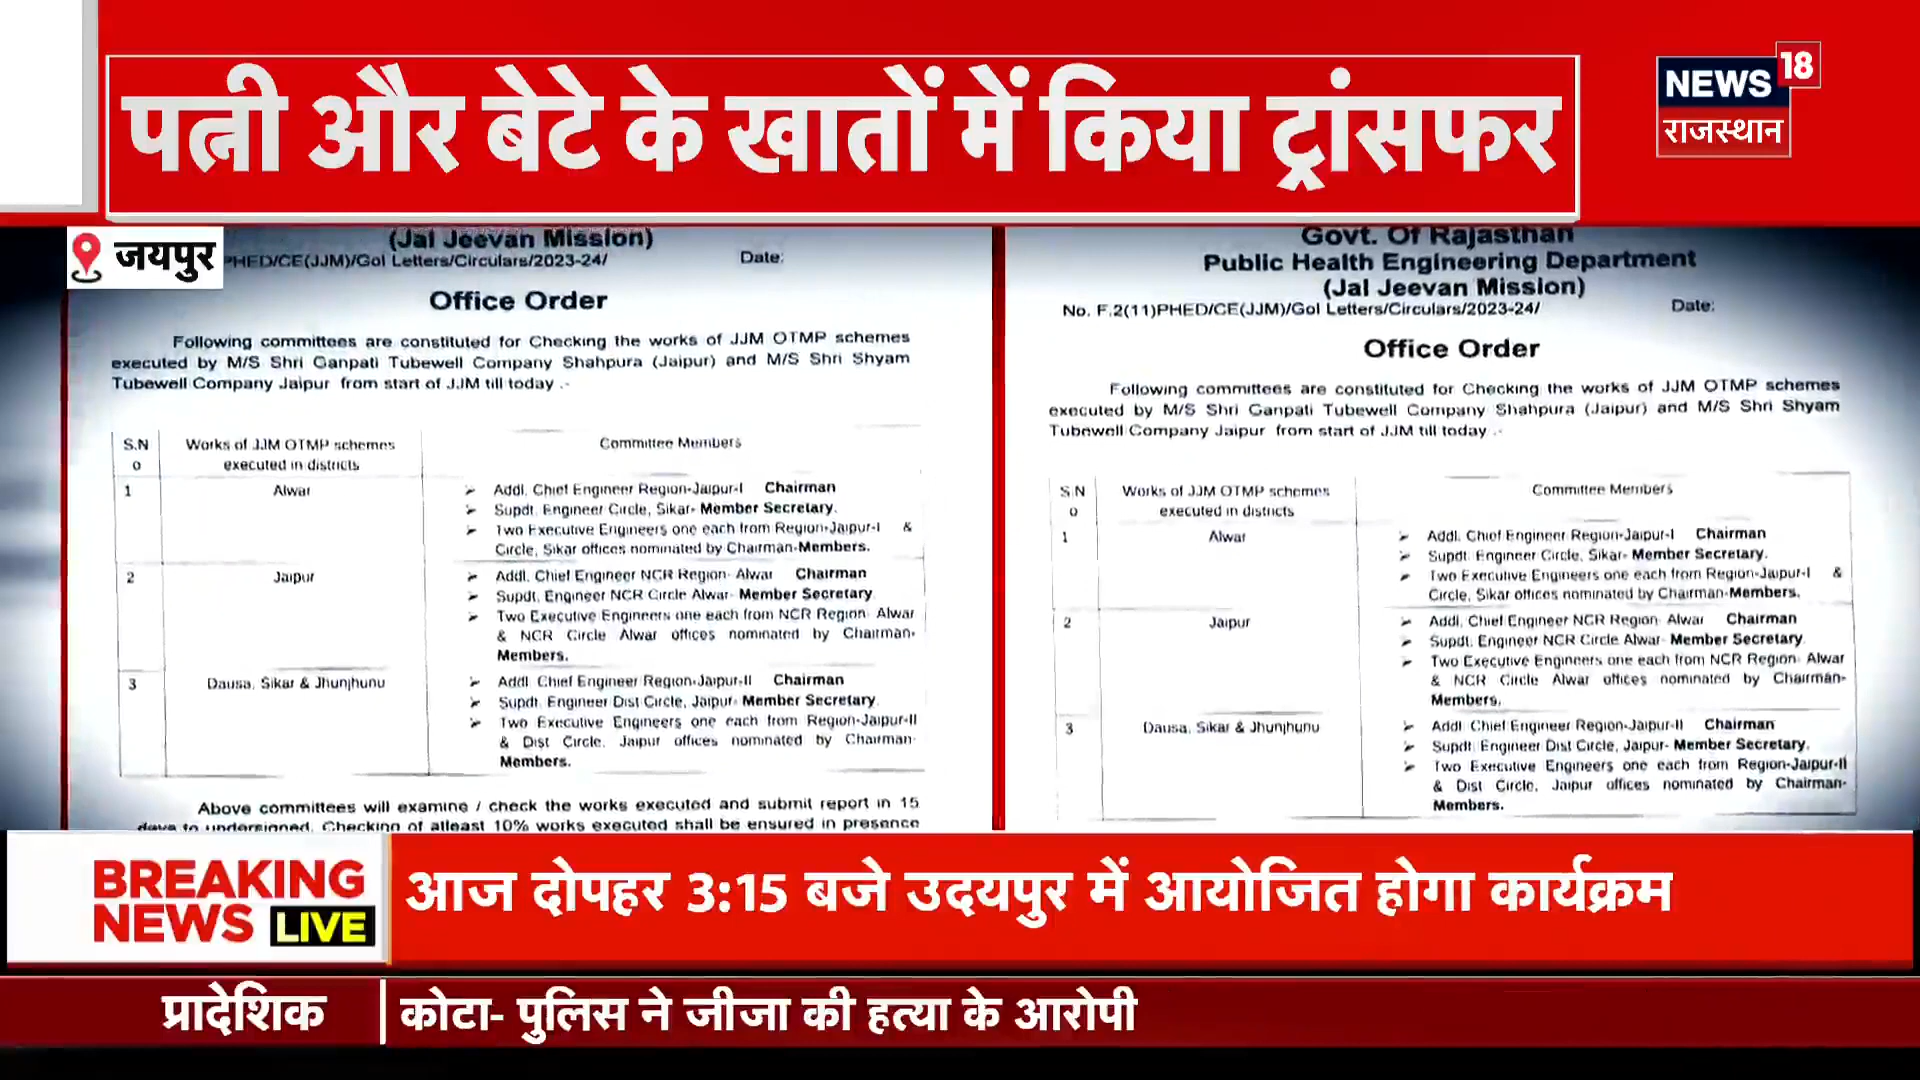 पत्नी और बेटे के खातों में किया ट्रांसफर
NEWS 18
राजस्थान
जयपुर
(Jal Jeevan Mission)
PHED/CE(JJM)/GoI Letters/Circulars/2023-24/ Date:
Office Order
Following committees are constituted for Checking the works of JJM OTMP schemes
executed by M/S Shri Ganpati Tubewell Company Shahpura (Jaipur) and M/S Shri Shyam
Tubewell Company Jaipur from start of JJM till today :-
S.N
o
Works of JJM OTMP schemes
executed in districts
Committee Members
1 Alwar
➢ Addl. Chief Engineer Region-Jaipur-I Chairman
➢ Supdt. Engineer Circle, Sikar- Member Secretary.
➢ Two Executive Engineers one each from Region-Jaipur-I &
Circle, Sikar offices nominated by Chairman-Members.
2 Jaipur
➢ Addl. Chief Engineer NCR Region- Alwar Chairman
➢ Supdt. Engineer NCR Circle Alwar- Member Secretary
➢ Two Executive Engineers one each from NCR Region- Alwar
& NCR Circle Alwar offices nominated by Chairman-
Members.
3 Dausa, Sikar & Jhunjhunu
➢ Addl. Chief Engineer Region-Jaipur-II Chairman
➢ Supdt. Engineer Dist Circle, Jaipur- Member Secretary.
➢ Two Executive Engineers one each from Region-Jaipur-II
& Dist Circle, Jaipur offices nominated by Chairman-
Members.
Above committees will examine / check the works executed and submit report in 15
days to undersigned. Checking of atleast 10% works executed shall be ensured in presence
Govt. Of Rajasthan
Public Health Engineering Department
(Jal Jeevan Mission)
No. F.2(11)PHED/CE(JJM)/GoI Letters/Circulars/2023-24/ Date:
Office Order
Following committees are constituted for Checking the works of JJM OTMP schemes
executed by M/S Shri Ganpati Tubewell Company Shahpura (Jaipur) and M/S Shri Shyam
Tubewell Company Jaipur from start of JJM till today :-
S.N
o
Works of JJM OTMP schemes
executed in districts
Committee Members
1 Alwar
➢ Addl. Chief Engineer Region-Jaipur-I Chairman
➢ Supdt. Engineer Circle, Sikar- Member Secretary.
➢ Two Executive Engineers one each from Region-Jaipur-I &
Circle, Sikar offices nominated by Chairman-Members.
2 Jaipur
➢ Addl. Chief Engineer NCR Region- Alwar Chairman
➢ Supdt. Engineer NCR Circle Alwar- Member Secretary
➢ Two Executive Engineers one each from NCR Region- Alwar
& NCR Circle Alwar offices nominated by Chairman-
Members.
3 Dausa, Sikar & Jhunjhunu
➢ Addl. Chief Engineer Region-Jaipur-II Chairman
➢ Supdt. Engineer Dist Circle, Jaipur- Member Secretary.
➢ Two Executive Engineers one each from Region-Jaipur-II
& Dist Circle, Jaipur offices nominated by Chairman-
Members.
BREAKING
NEWS LIVE
आज दोपहर 3:15 बजे उदयपुर में आयोजित होगा कार्यक्रम
प्रादेशिक
कोटा- पुलिस ने जीजा की हत्या के आरोपी